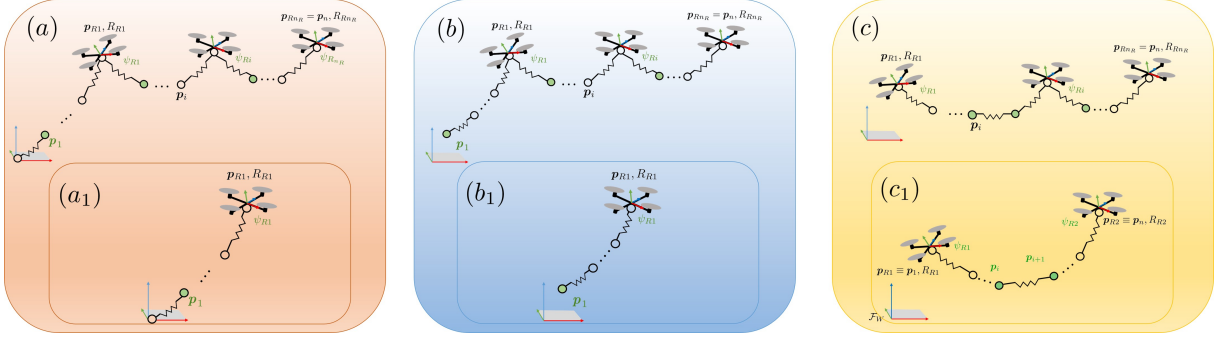 (a)
𝒑_{R1}, R_{R1}
𝒑_{Rn_R} = 𝒑_n, R_{Rn_R}
ψ_{R1}
ψ_{Ri}
ψ_{R_{n_R}}
𝒑_i
𝒑_1
(a_1)
𝒑_{R1}, R_{R1}
ψ_{R1}
𝒑_1
(b)
𝒑_{R1}, R_{R1}
𝒑_{Rn_R} = 𝒑_n, R_{Rn_R}
ψ_{R1}
ψ_{Ri}
𝒑_i
𝒑_1
(b_1)
𝒑_{R1}, R_{R1}
ψ_{R1}
𝒑_1
(c)
𝒑_{Rn_R} = 𝒑_n, R_{Rn_R}
𝒑_{R1}, R_{R1}
ψ_{R1}
ψ_{Ri}
𝒑_i
(c_1)
ψ_{R2}
𝒑_{R2} ≡ 𝒑_n, R_{R2}
ψ_{R1}
𝒑_{R1} ≡ 𝒑_1, R_{R1}
𝒑_i
𝒑_{i+1}
ℱ_W